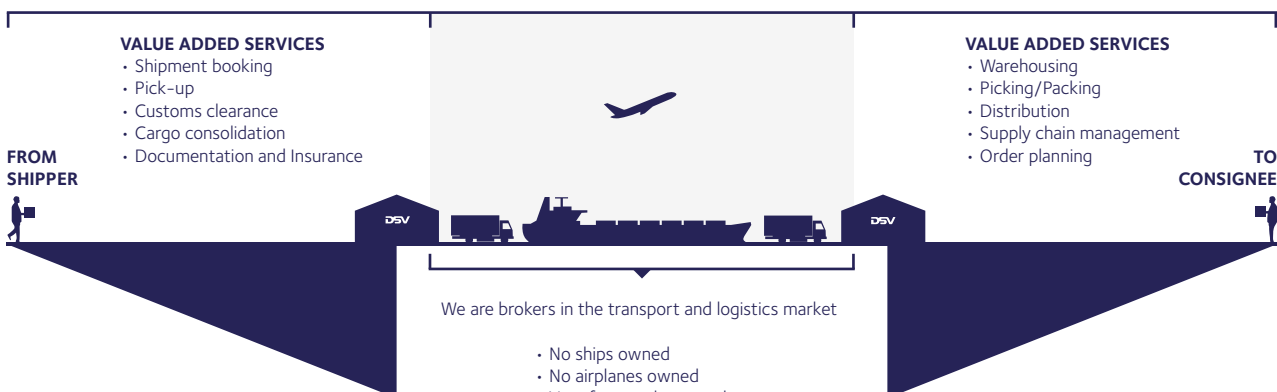 VALUE ADDED SERVICES
• Shipment booking
• Pick-up
• Customs clearance
• Cargo consolidation
• Documentation and Insurance
FROM
SHIPPER
VALUE ADDED SERVICES
• Warehousing
• Picking/Packing
• Distribution
• Supply chain management
• Order planning
TO
CONSIGNEE
DSV
DSV
We are brokers in the transport and logistics market
• No ships owned
• No airplanes owned